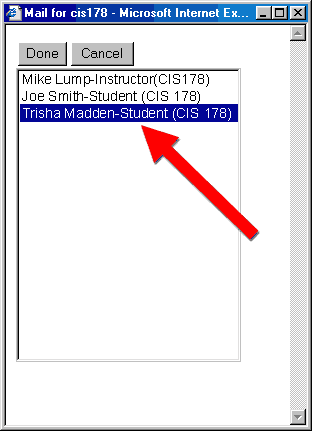 Mail for cis178 - Microsoft Internet Ex...
Done Cancel
Mike Lump-Instructor(CIS178)
Joe Smith-Student (CIS 178)
Trisha Madden-Student (CIS 178)